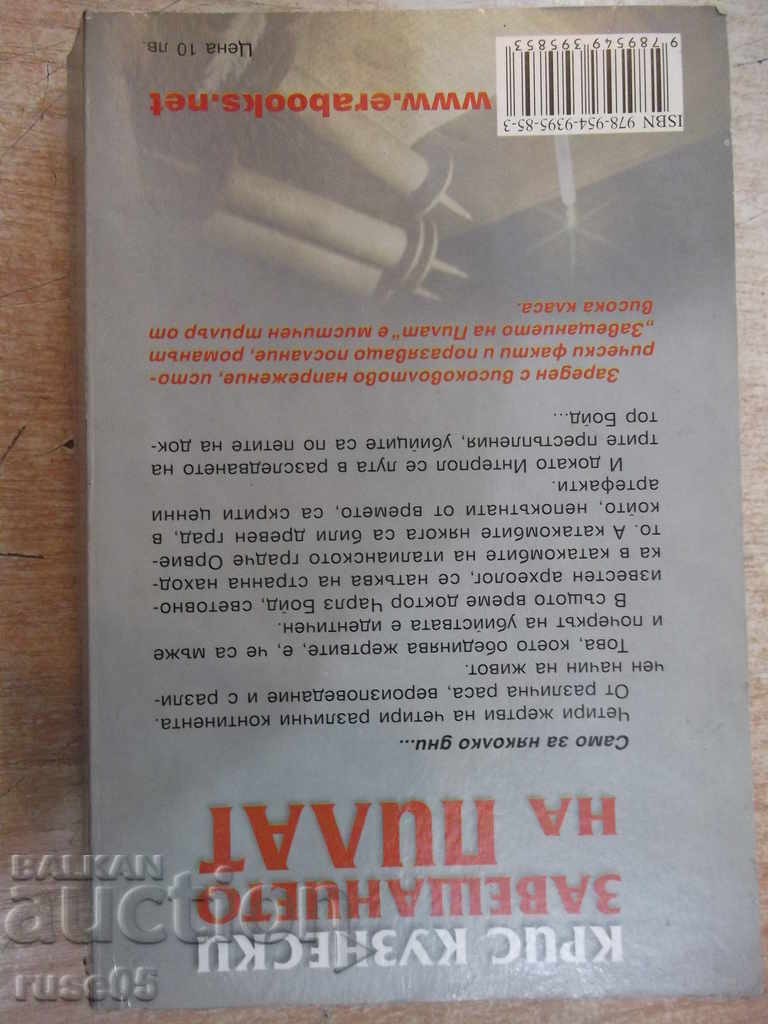 КРИС КУЗНЕСКИ
ЗАВЕЩАНИЕТО
НА ПИЛАТ
Само за няколко дни...
Четири жертви на четири различни континента.
От различна раса, вероизповедание и с разли-
чен начин на живот.
Това, което обединява жертвите, е, че са мъже
и почеркът на убийствата е идентичен.
В същото време доктор Чарлз Бойд, световно-
известен археолог, се натъква на странна наход-
ка в катакомбите на италианското градче Орвие-
то. А катакомбите някога са били древен град, в
който, непокътнати от времето, са скрити ценни
артефакти.
И докато Интерпол се лута в разследването на
трите престъпления, убийците са по петите на док-
тор Бойд...
Зареден с високоволтово напрежение, исто-
рически факти и поразяващо послание, романът
„Завещанието на Пилат" е мистичен трилър от
висока класа.
www.erabooks.net
Цена 10 лв.
ISBN 978-954-9395-85-3
9789549395853
BALKAN
auction
ruse05